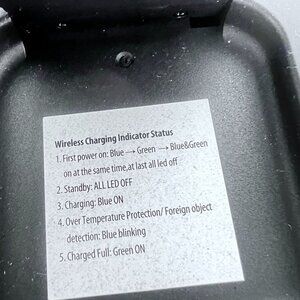 Wireless Charging Indicator Status
1. First power on: Blue → Green → Blue&Green
on at the same time,at last all led off
2. Standby: ALL LED OFF
3. Charging: Blue ON
4. Over Temperature Protection/ Foreign object
detection: Blue blinking
5. Charged Full: Green ON